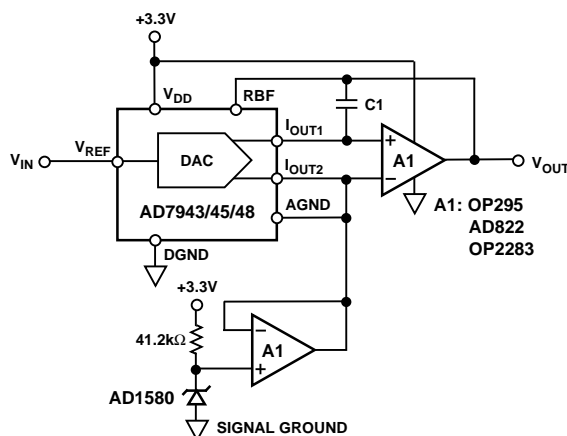 +3.3V
V_DD
RBF
C1
V_IN
V_REF
DAC
I_OUT1
I_OUT2
+
A1
−
V_OUT
AD7943/45/48
AGND
DGND
A1: OP295
AD822
OP2283
+3.3V
41.2kΩ
−
A1
+
AD1580
SIGNAL GROUND